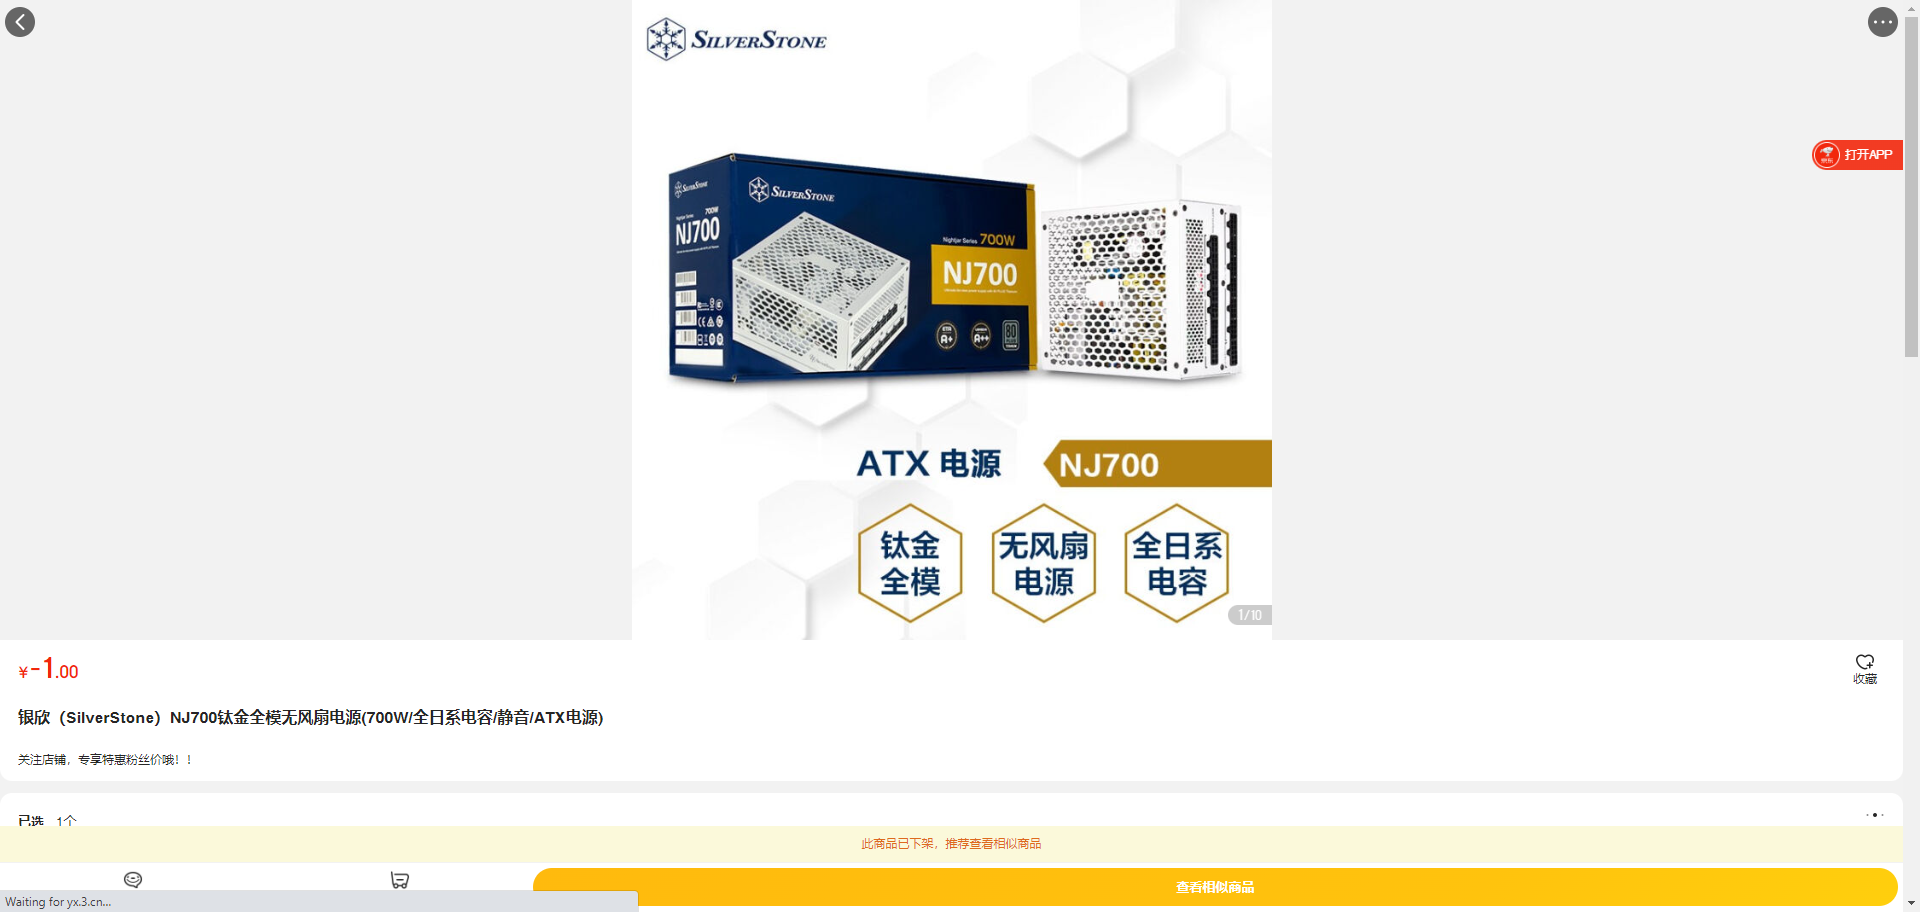 SILVERSTONE
SILVERSTONE
700W
NJ700
SILVERSTONE
Nightjar Series 700W
NJ700
ETA
A+
A++
80
打开APP
ATX 电源
NJ700
钛金
全模
无风扇
电源
全日系
电容
1/10
¥-1.00
收藏
银欣（SilverStone）NJ700钛金全模无风扇电源(700W/全日系电容/静音/ATX电源)
关注店铺，专享特惠粉丝价哦！！
已选 1个
此商品已下架，推荐查看相似商品
查看相似商品
Waiting for yx.3.cn...